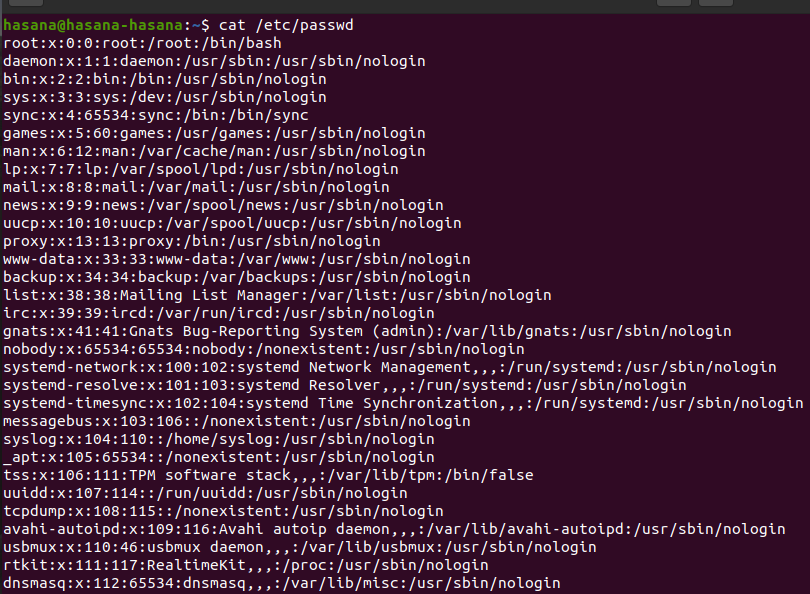 hasana@hasana-hasana:~$ cat /etc/passwd
root:x:0:0:root:/root:/bin/bash
daemon:x:1:1:daemon:/usr/sbin:/usr/sbin/nologin
bin:x:2:2:bin:/bin:/usr/sbin/nologin
sys:x:3:3:sys:/dev:/usr/sbin/nologin
sync:x:4:65534:sync:/bin:/bin/sync
games:x:5:60:games:/usr/games:/usr/sbin/nologin
man:x:6:12:man:/var/cache/man:/usr/sbin/nologin
lp:x:7:7:lp:/var/spool/lpd:/usr/sbin/nologin
mail:x:8:8:mail:/var/mail:/usr/sbin/nologin
news:x:9:9:news:/var/spool/news:/usr/sbin/nologin
uucp:x:10:10:uucp:/var/spool/uucp:/usr/sbin/nologin
proxy:x:13:13:proxy:/bin:/usr/sbin/nologin
www-data:x:33:33:www-data:/var/www:/usr/sbin/nologin
backup:x:34:34:backup:/var/backups:/usr/sbin/nologin
list:x:38:38:Mailing List Manager:/var/list:/usr/sbin/nologin
irc:x:39:39:ircd:/var/run/ircd:/usr/sbin/nologin
gnats:x:41:41:Gnats Bug-Reporting System (admin):/var/lib/gnats:/usr/sbin/nologin
nobody:x:65534:65534:nobody:/nonexistent:/usr/sbin/nologin
systemd-network:x:100:102:systemd Network Management,,,:/run/systemd:/usr/sbin/nologin
systemd-resolve:x:101:103:systemd Resolver,,,:/run/systemd:/usr/sbin/nologin
systemd-timesync:x:102:104:systemd Time Synchronization,,,:/run/systemd:/usr/sbin/nologin
messagebus:x:103:106::/nonexistent:/usr/sbin/nologin
syslog:x:104:110::/home/syslog:/usr/sbin/nologin
_apt:x:105:65534::/nonexistent:/usr/sbin/nologin
tss:x:106:111:TPM software stack,,,:/var/lib/tpm:/bin/false
uuidd:x:107:114::/run/uuidd:/usr/sbin/nologin
tcpdump:x:108:115::/nonexistent:/usr/sbin/nologin
avahi-autoipd:x:109:116:Avahi autoip daemon,,,:/var/lib/avahi-autoipd:/usr/sbin/nologin
usbmux:x:110:46:usbmux daemon,,,:/var/lib/usbmux:/usr/sbin/nologin
rtkit:x:111:117:RealtimeKit,,,:/proc:/usr/sbin/nologin
dnsmasq:x:112:65534:dnsmasq,,,:/var/lib/misc:/usr/sbin/nologin